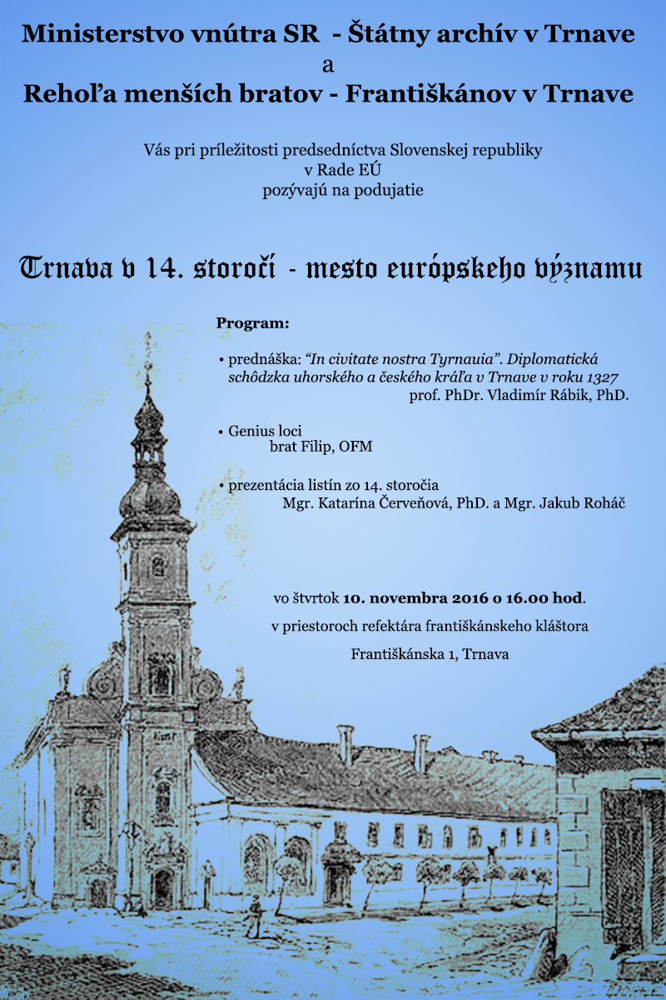 Ministerstvo vnútra SR - Štátny archív v Trnave
a
Rehoľa menších bratov - Františkánov v Trnave
Vás pri príležitosti predsedníctva Slovenskej republiky
v Rade EÚ
pozývajú na podujatie
Trnava v 14. storočí - mesto európskeho významu
Program:
• prednáška: “In civitate nostra Tyrnauia”. Diplomatická
schôdzka uhorského a českého kráľa v Trnave v roku 1327
prof. PhDr. Vladimír Rábik, PhD.
• Genius loci
brat Filip, OFM
• prezentácia listín zo 14. storočia
Mgr. Katarína Červeňová, PhD. a Mgr. Jakub Roháč
vo štvrtok 10. novembra 2016 o 16.00 hod.
v priestoroch refektára františkánskeho kláštora
Františkánska 1, Trnava